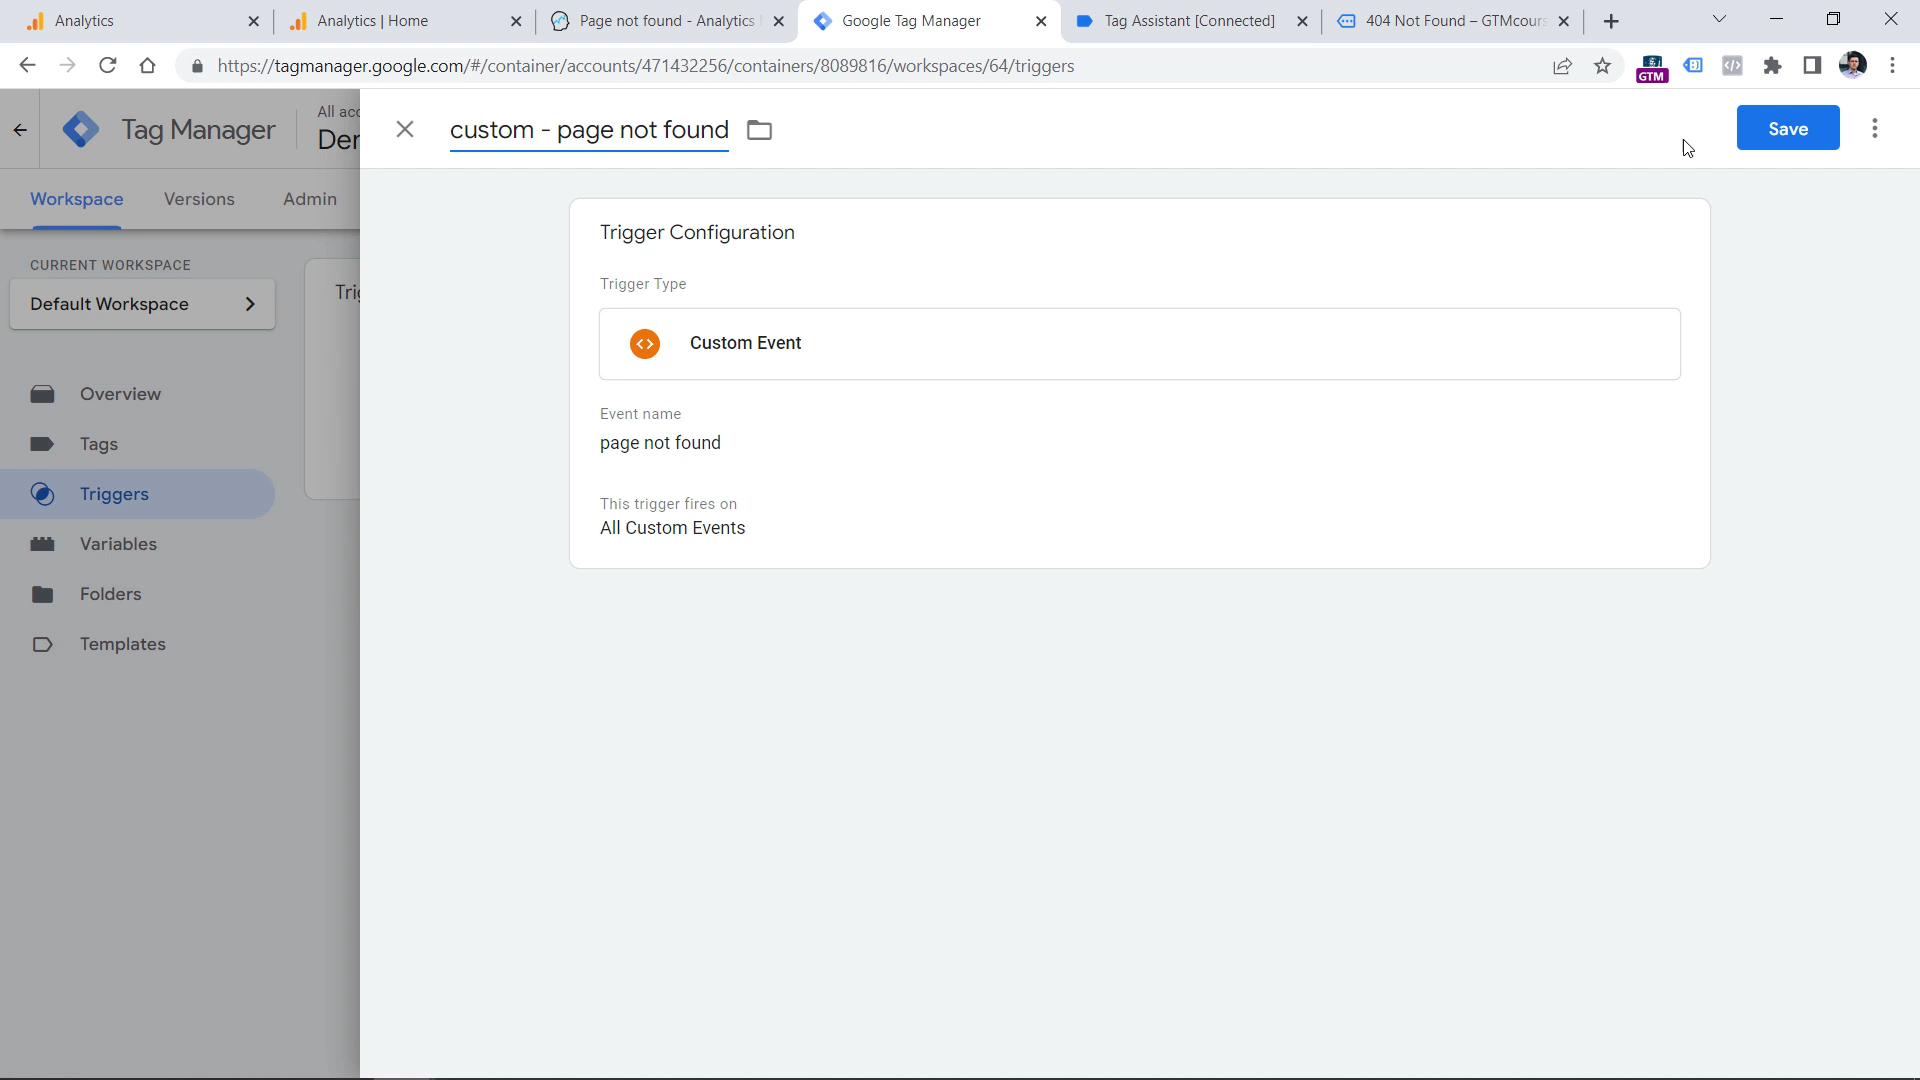 Analytics
Analytics | Home
Page not found - Analytics
Google Tag Manager
Tag Assistant [Connected]
404 Not Found – GTMcours
https://tagmanager.google.com/#/container/accounts/471432256/containers/8089816/workspaces/64/triggers
GTM
Tag Manager
All acc
Der
custom - page not found
Save
Workspace
Versions
Admin
Trigger Configuration
CURRENT WORKSPACE
Default Workspace
Trig
Trigger Type
Custom Event
Event name
page not found
This trigger fires on
All Custom Events
Overview
Tags
Triggers
Variables
Folders
Templates